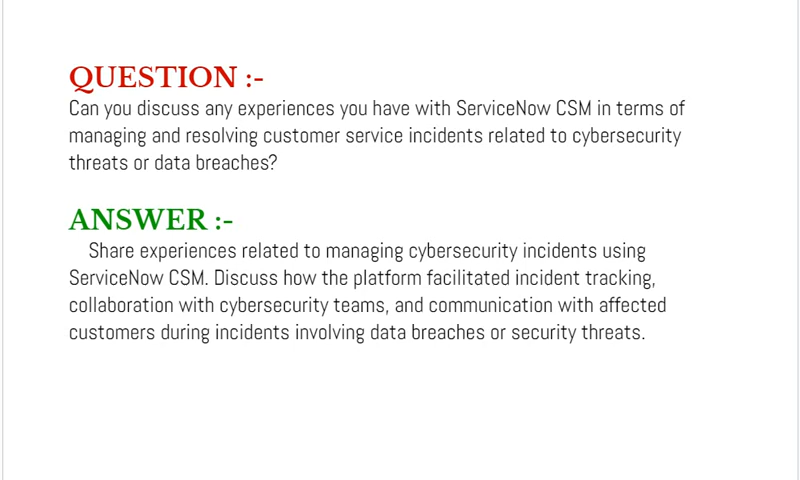 QUESTION :-
Can you discuss any experiences you have with ServiceNow CSM in terms of
managing and resolving customer service incidents related to cybersecurity
threats or data breaches?
ANSWER :-
Share experiences related to managing cybersecurity incidents using
ServiceNow CSM. Discuss how the platform facilitated incident tracking,
collaboration with cybersecurity teams, and communication with affected
customers during incidents involving data breaches or security threats.